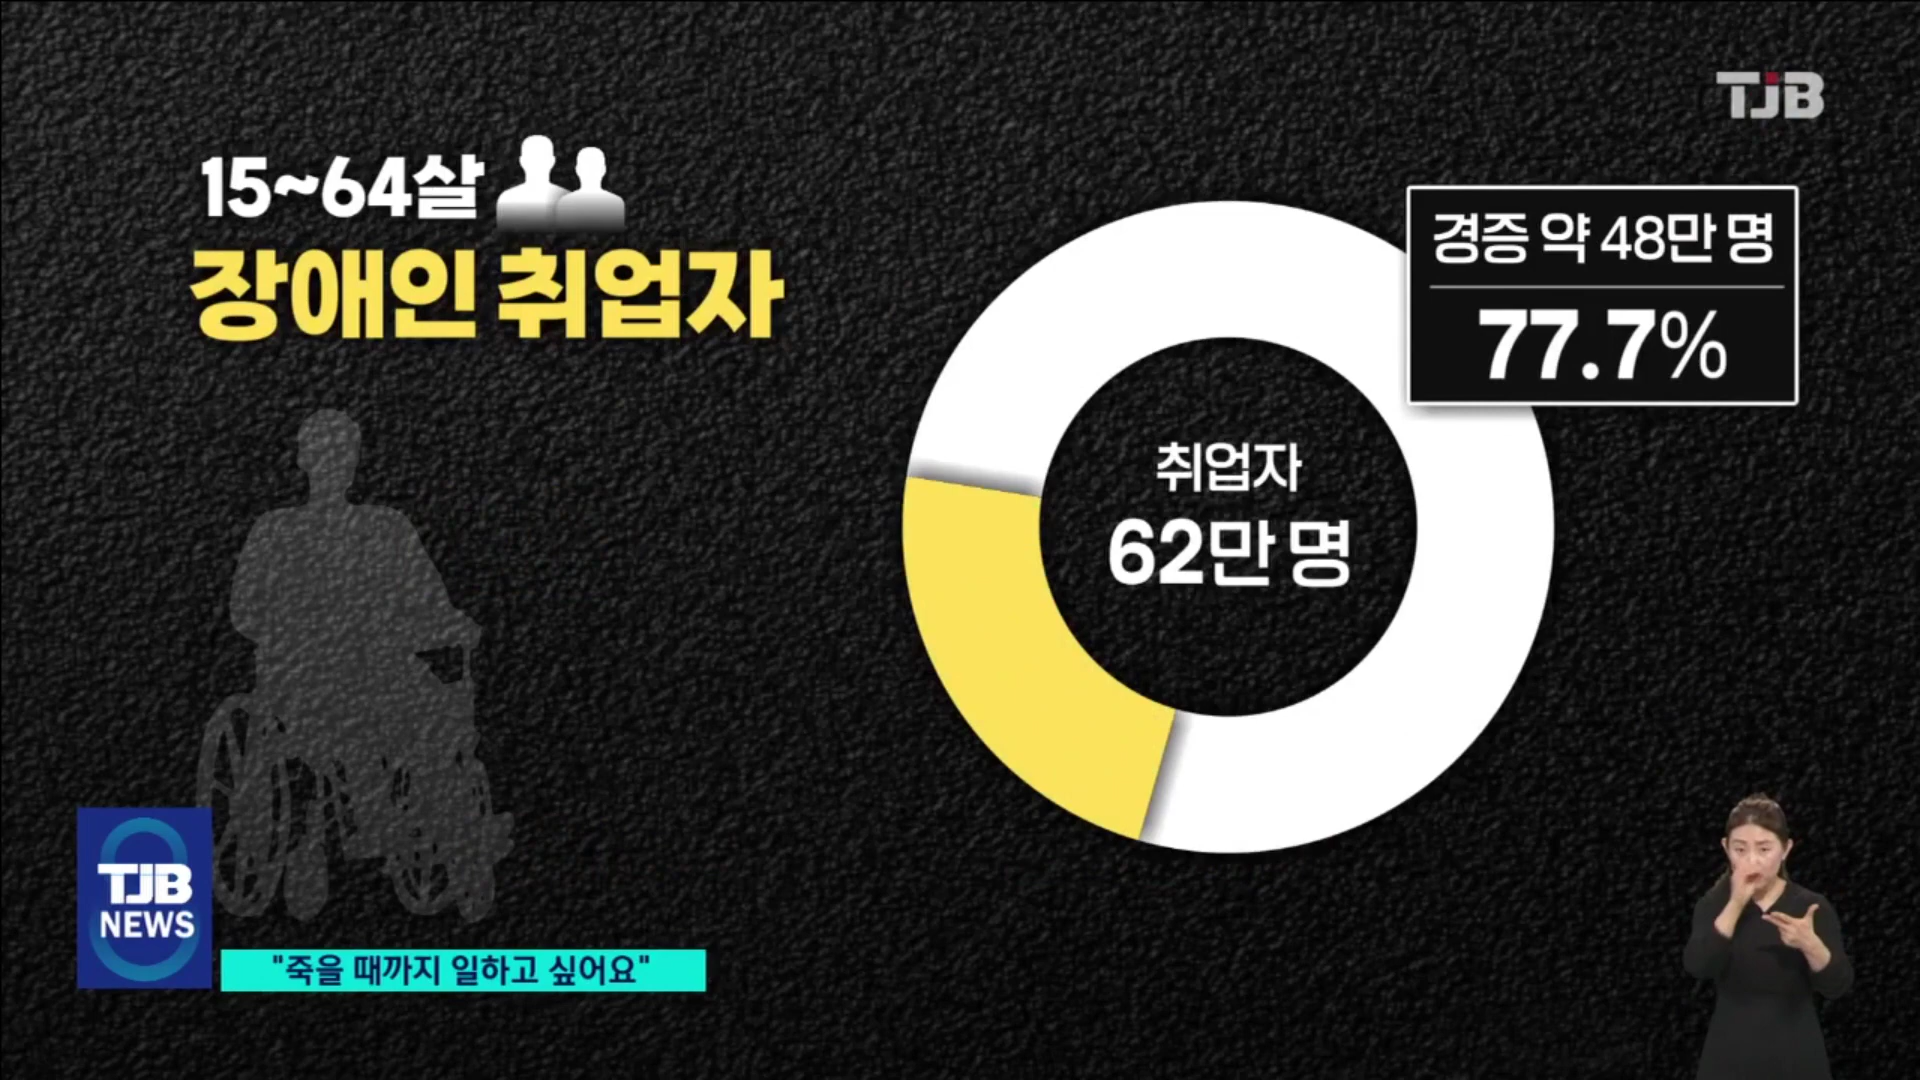 TJB
15~64살
장애인 취업자
경증 약 48만 명
77.7%
취업자
62만 명
TJB
NEWS
"죽을 때까지 일하고 싶어요"